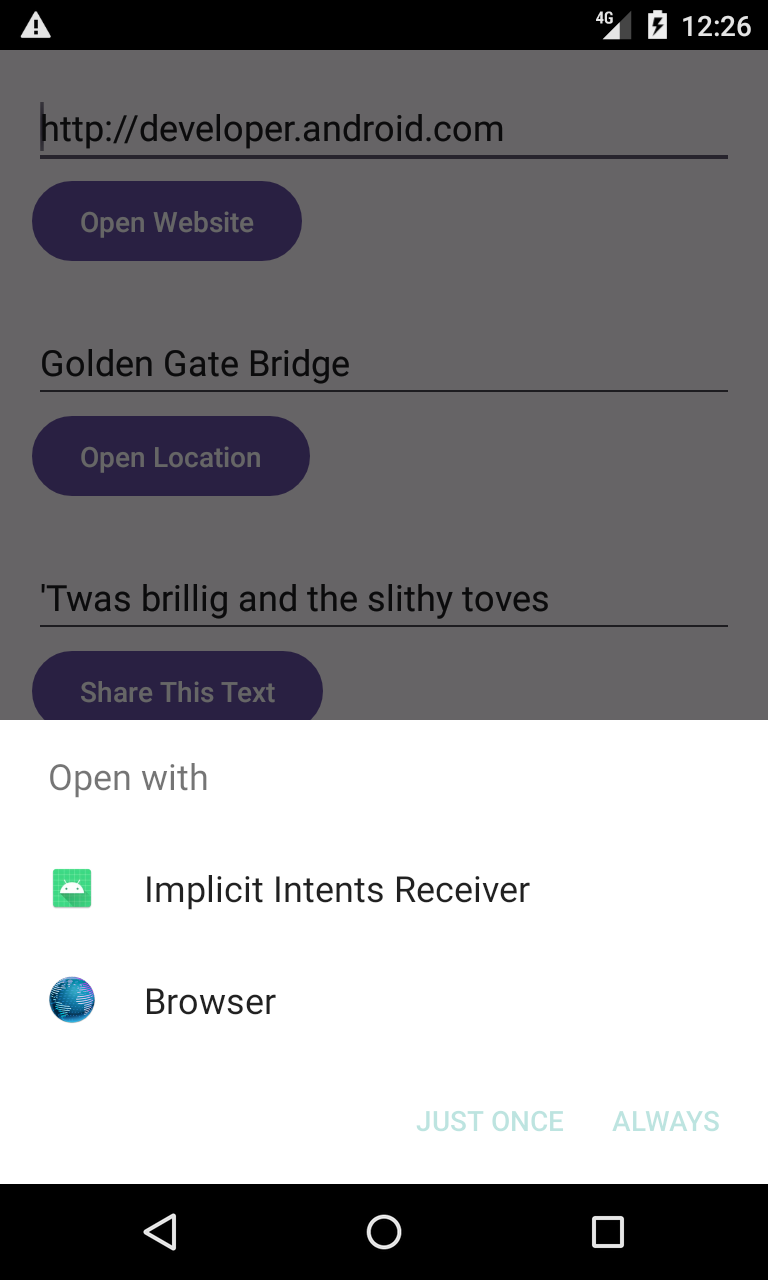 4G 12:26
http://developer.android.com
Open Website
Golden Gate Bridge
Open Location
'Twas brillig and the slithy toves
Share This Text
Open with
Implicit Intents Receiver
Browser
JUST ONCE ALWAYS